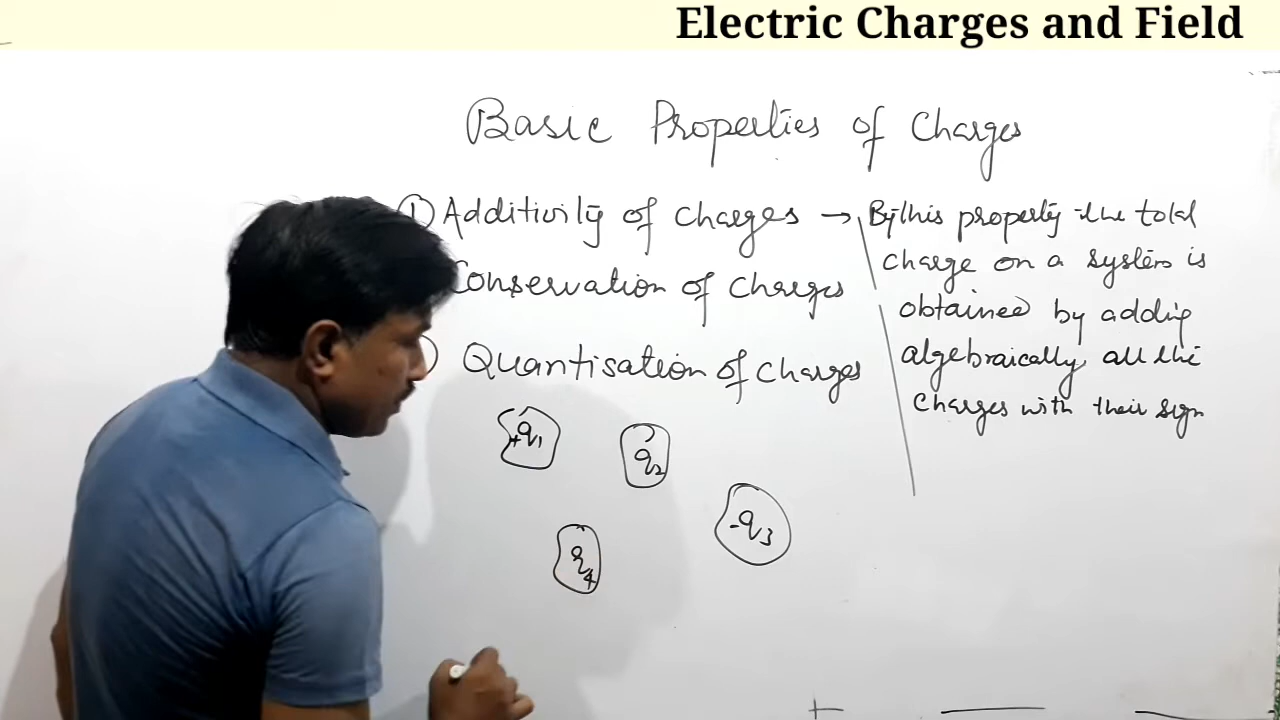 Electric Charges and Field
Basic Properties of Charges
① Additivity of charges → By this property the total
charge on a system is
Conservation of Charges
obtained by adding
algebraically all the
Quantisation of Charges
Charges with their sign
+q1
q2
-q3
q4